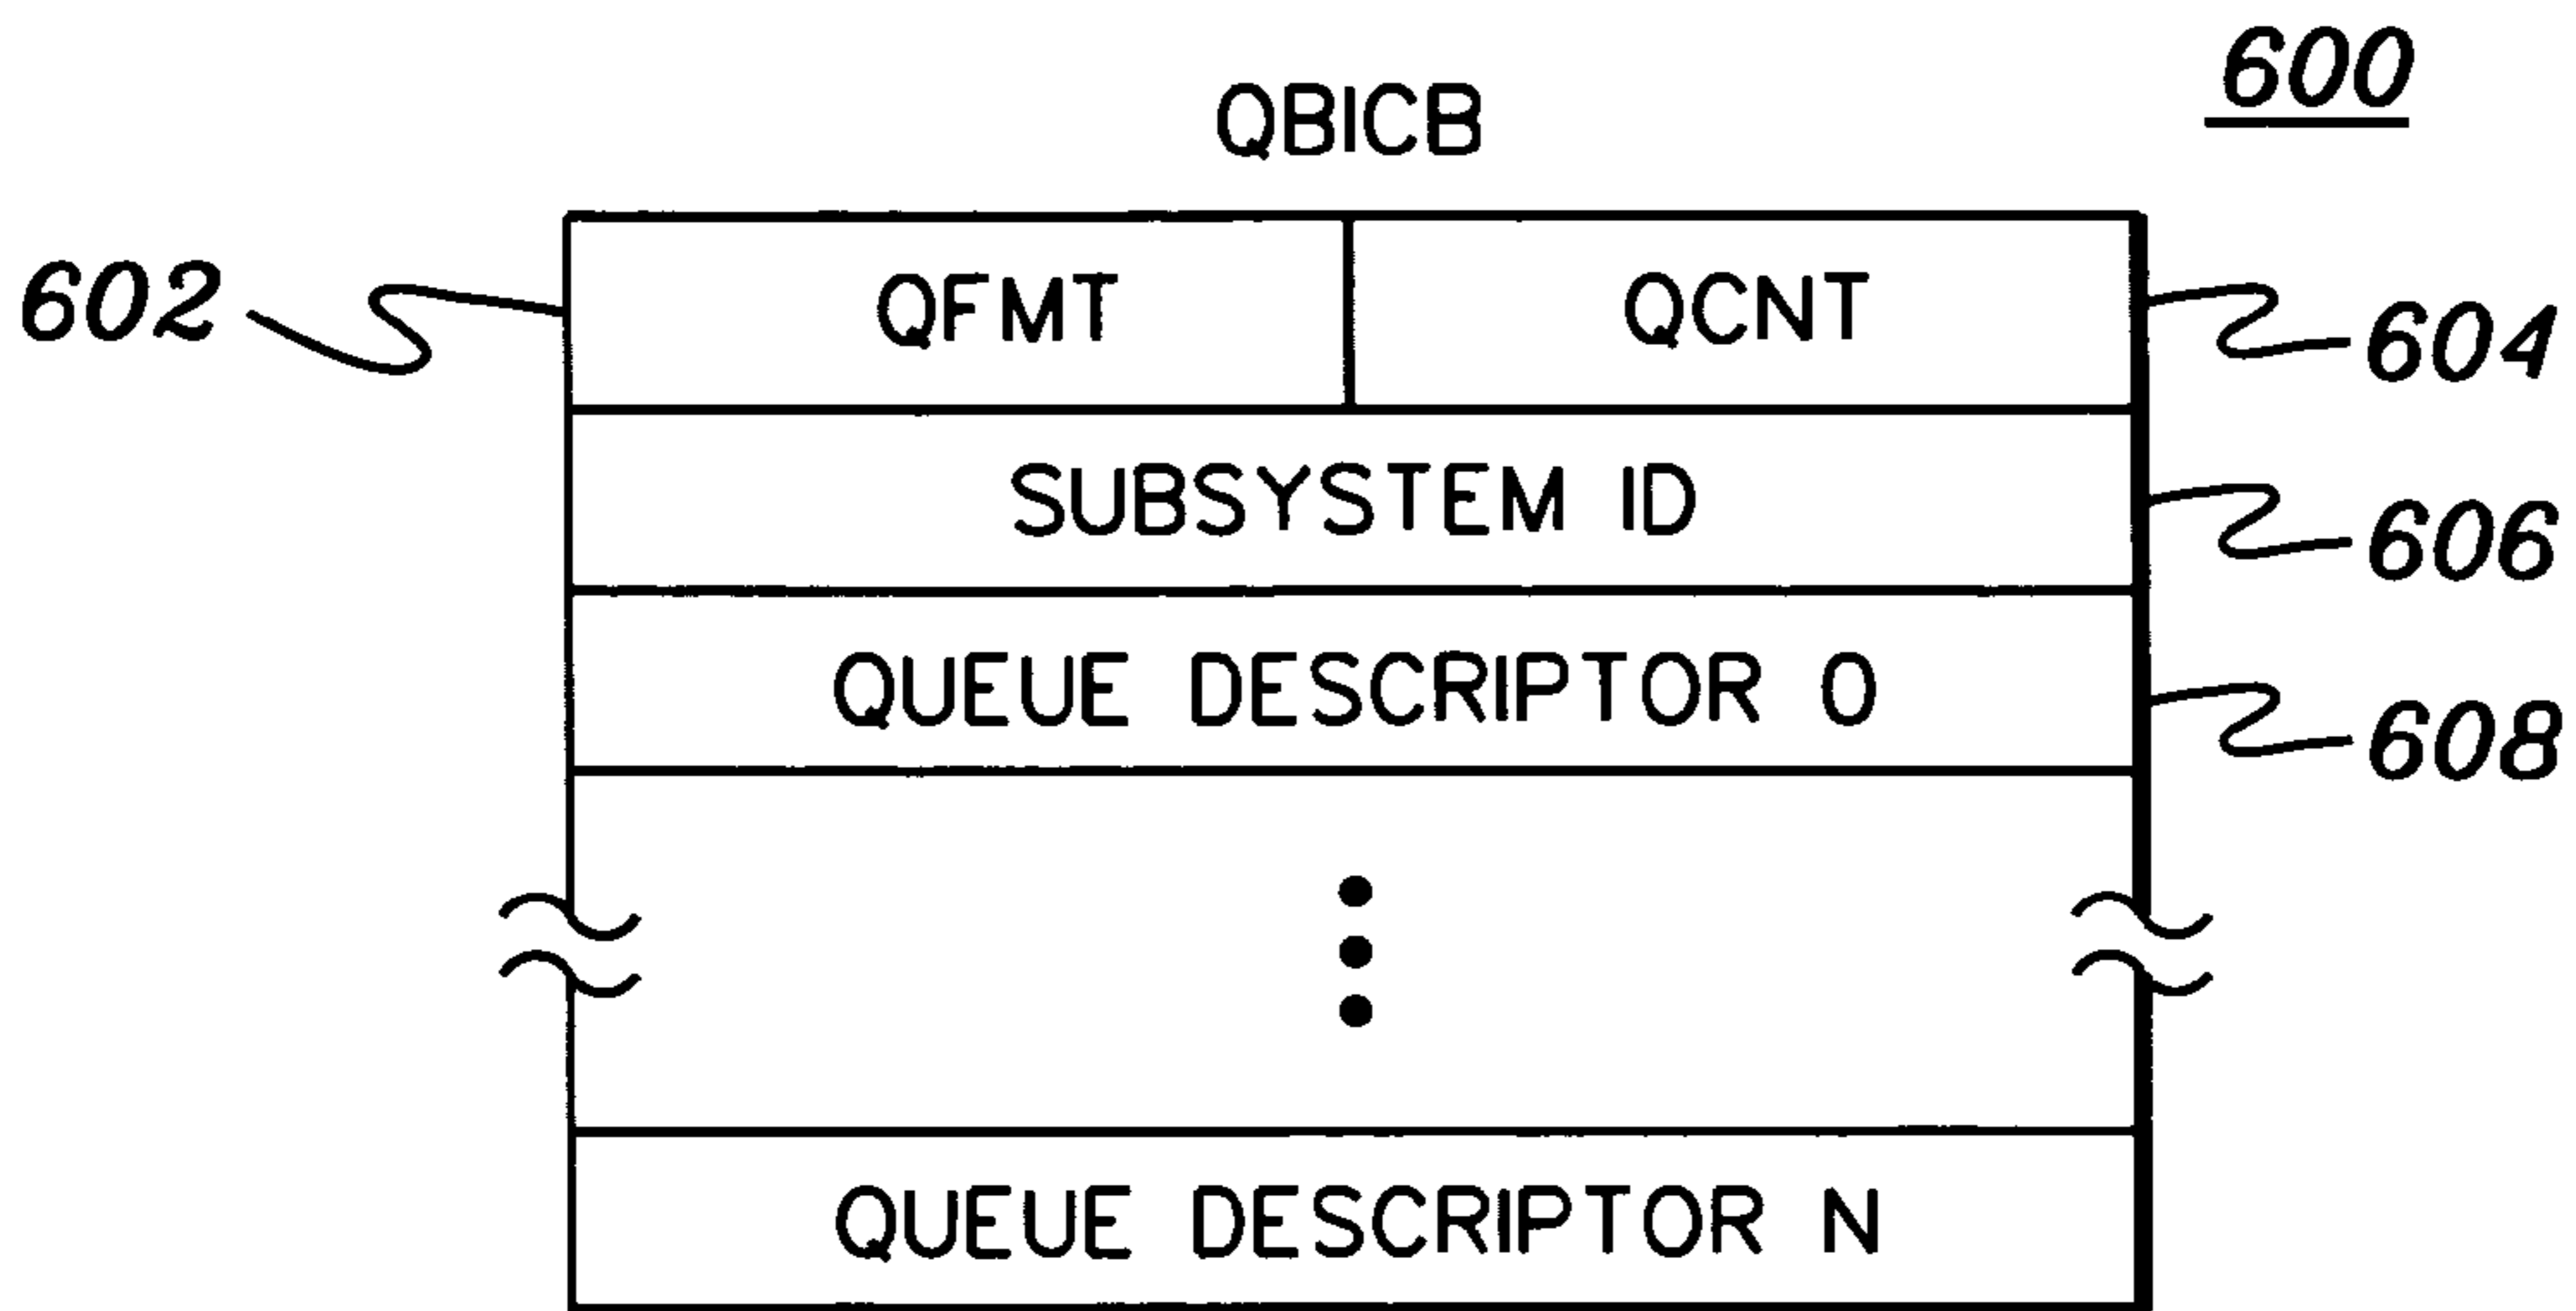 600
QBICB
602 QFMT QCNT 604
SUBSYSTEM ID 606
QUEUE DESCRIPTOR 0 608
QUEUE DESCRIPTOR N